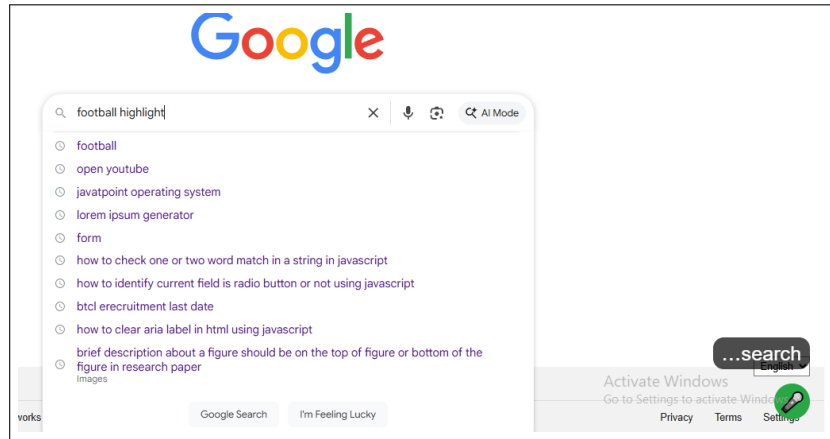 Google
football highlight
AI Mode
football
open youtube
javatpoint operating system
lorem ipsum generator
form
how to check one or two word match in a string in javascript
how to identify current field is radio button or not using javascript
btcl erecruitment last date
how to clear aria label in html using javascript
brief description about a figure should be on the top of figure or bottom of the
figure in research paper
Images
...search
English
Activate Windows
Go to Settings to activate Windows
Google Search I'm Feeling Lucky
works Privacy Terms Settings